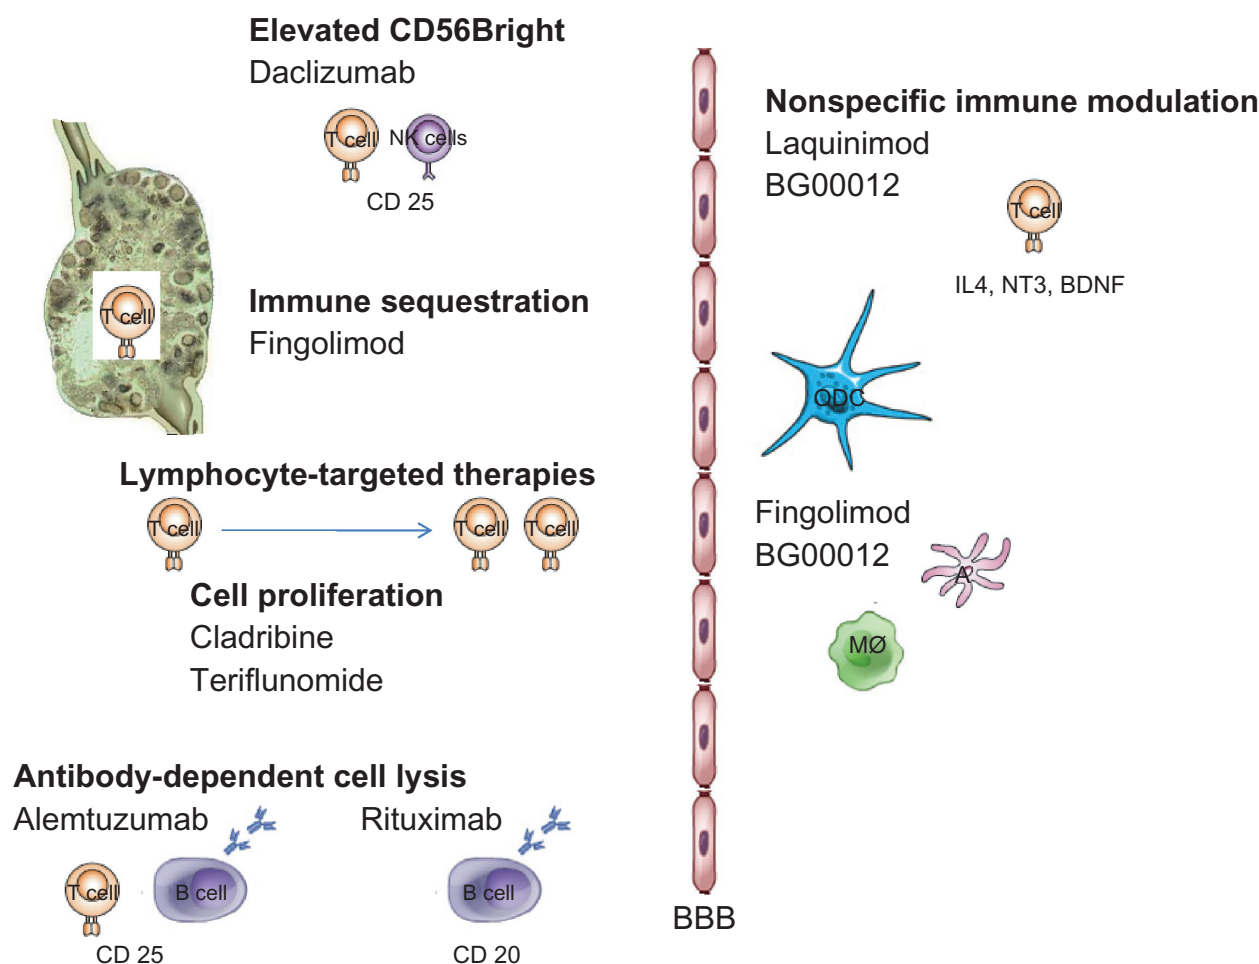 Elevated CD56Bright
Daclizumab
T cell
NK cells
CD 25
T cell
Immune sequestration
Fingolimod
Lymphocyte-targeted therapies
T cell
T cell
T cell
Cell proliferation
Cladribine
Teriflunomide
Antibody-dependent cell lysis
Alemtuzumab
Rituximab
T cell
B cell
B cell
CD 25
CD 20
BBB
Nonspecific immune modulation
Laquinimod
BG00012
T cell
IL4, NT3, BDNF
ODC
Fingolimod
BG00012
A
MØ